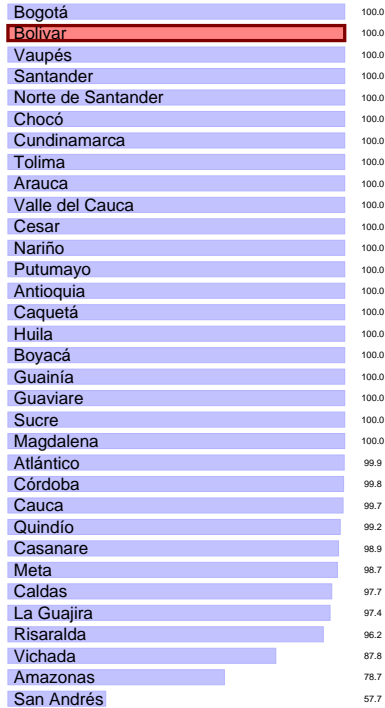 Bogotá 100.0
Bolivar 100.0
Vaupés 100.0
Santander 100.0
Norte de Santander 100.0
Chocó 100.0
Cundinamarca 100.0
Tolima 100.0
Arauca 100.0
Valle del Cauca 100.0
Cesar 100.0
Nariño 100.0
Putumayo 100.0
Antioquia 100.0
Caquetá 100.0
Huila 100.0
Boyacá 100.0
Guainía 100.0
Guaviare 100.0
Sucre 100.0
Magdalena 100.0
Atlántico 99.9
Córdoba 99.8
Cauca 99.7
Quindío 99.2
Casanare 98.9
Meta 98.7
Caldas 97.7
La Guajira 97.4
Risaralda 96.2
Vichada 87.8
Amazonas 78.7
San Andrés 57.7